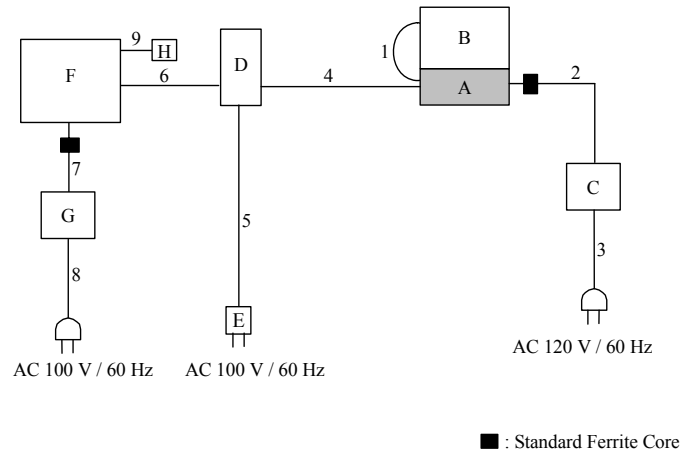 9
H
B
F
D
1
6
4
2
A
7
C
G
5
3
8
E
AC 120 V / 60 Hz
AC 100 V / 60 Hz
AC 100 V / 60 Hz
: Standard Ferrite Core